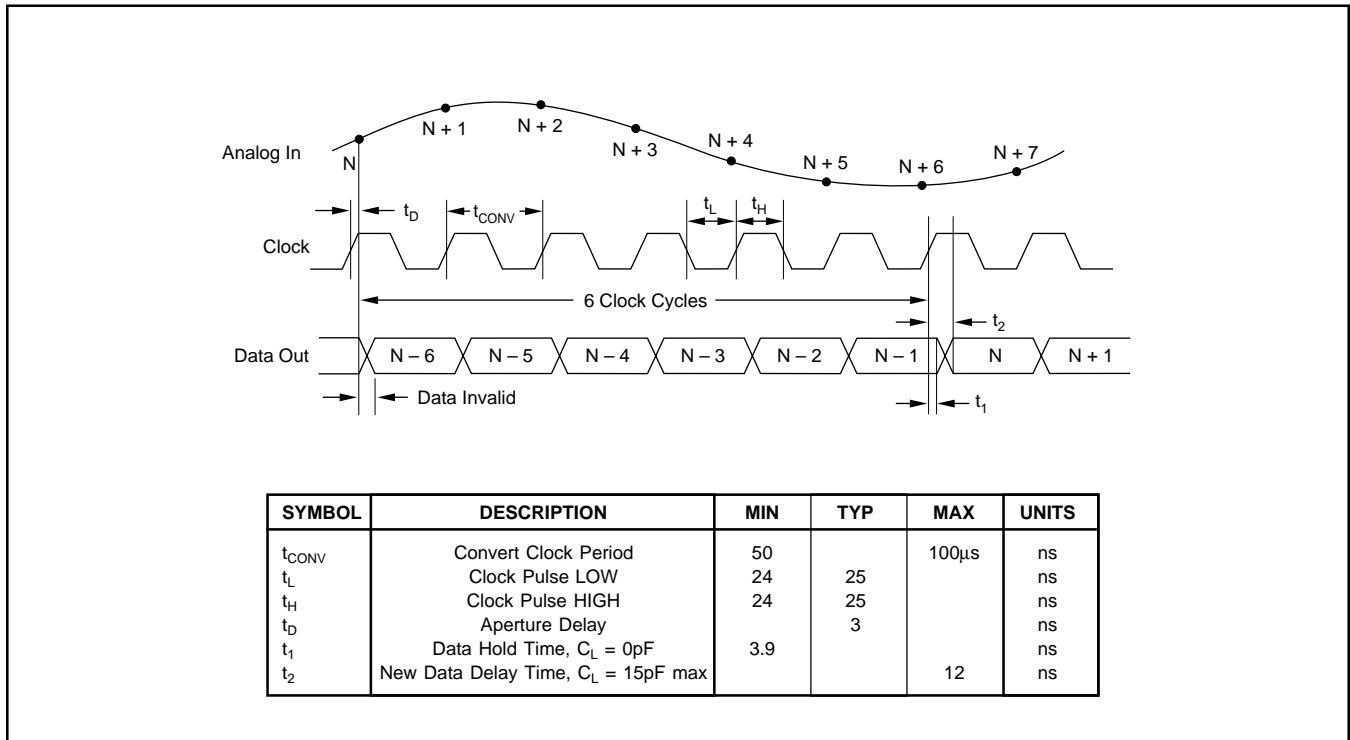 N + 1
N + 2
N + 3
N + 4
N + 5
N + 6
N + 7
Analog In
N
t_D
t_CONV
t_L
t_H
Clock
6 Clock Cycles
t_2
Data Out
N – 6
N – 5
N – 4
N – 3
N – 2
N – 1
N
N + 1
Data Invalid
t_1
SYMBOL DESCRIPTION MIN TYP MAX UNITS
t_CONV Convert Clock Period 50 100µs ns
t_L Clock Pulse LOW 24 25 ns
t_H Clock Pulse HIGH 24 25 ns
t_D Aperture Delay 3 ns
t_1 Data Hold Time, C_L = 0pF 3.9 ns
t_2 New Data Delay Time, C_L = 15pF max 12 ns